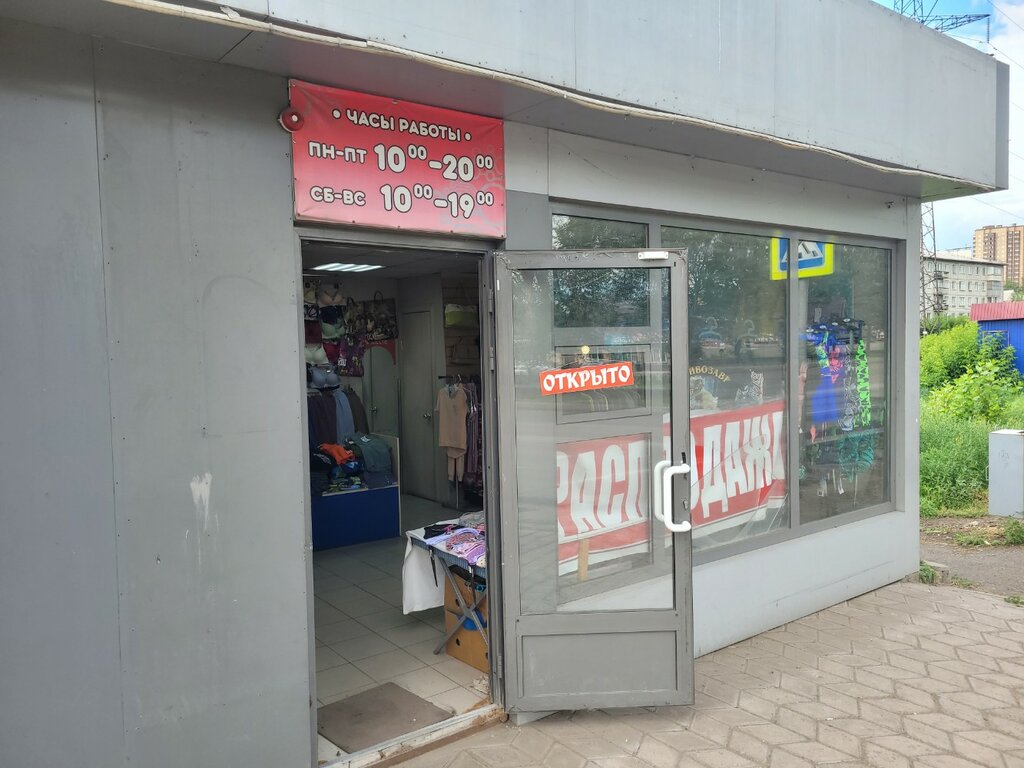 • ЧАСЫ РАБОТЫ •
ПН-ПТ 10⁰⁰-20⁰⁰
СБ-ВС 10⁰⁰-19⁰⁰
ОТКРЫТО